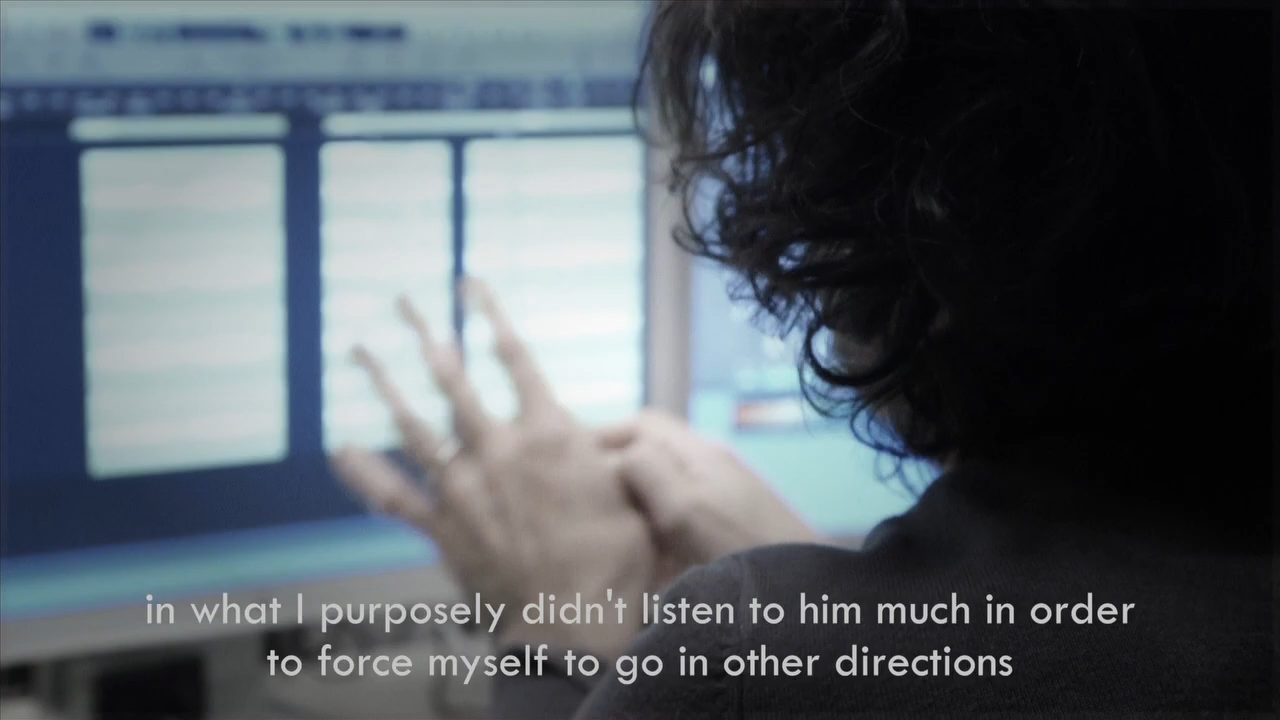 in what I purposely didn't listen to him much in order
to force myself to go in other directions